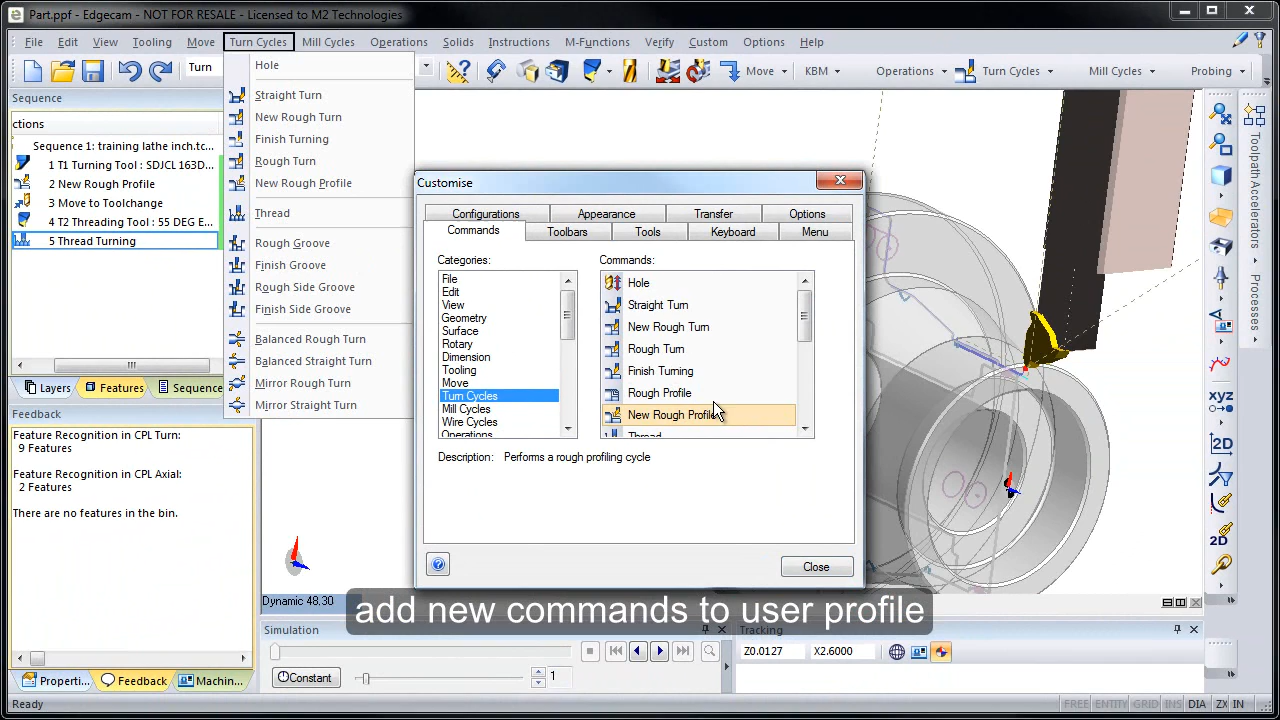 Part.ppf - Edgecam - NOT FOR RESALE - Licensed to M2 Technologies
File Edit View Tooling Move Turn Cycles Mill Cycles Operations Solids Instructions M-Functions Verify Custom Options Help
Turn
Move KBM Operations Turn Cycles Mill Cycles Probing
Sequence
ctions
Sequence 1: training lathe inch.tc...
1 T1 Turning Tool : SDJCL 163D...
2 New Rough Profile
3 Move to Toolchange
4 T2 Threading Tool : 55 DEG E...
5 Thread Turning
Layers Features Sequence
Hole
Straight Turn
New Rough Turn
Finish Turning
Rough Turn
New Rough Profile
Thread
Rough Groove
Finish Groove
Rough Side Groove
Finish Side Groove
Balanced Rough Turn
Balanced Straight Turn
Mirror Rough Turn
Mirror Straight Turn
Feedback
Feature Recognition in CPL Turn:
9 Features
Feature Recognition in CPL Axial:
2 Features
There are no features in the bin.
Properti... Feedback Machin...
Customise
Configurations Appearance Transfer Options
Commands Toolbars Tools Keyboard Menu
Categories:
File
Edit
View
Geometry
Surface
Rotary
Dimension
Tooling
Move
Turn Cycles
Mill Cycles
Wire Cycles
Operations
Commands:
Hole
Straight Turn
New Rough Turn
Rough Turn
Finish Turning
Rough Profile
New Rough Profile
Thread
Description: Performs a rough profiling cycle
Close
add new commands to user profile
Dynamic 48.30
Simulation
Constant
1
Tracking
Z0.0127 X2.6000
Toolpath Accelerators
Processes
xyz
2D
2D
Ready
FREE ENTITY GRID INS DIA ZX IN